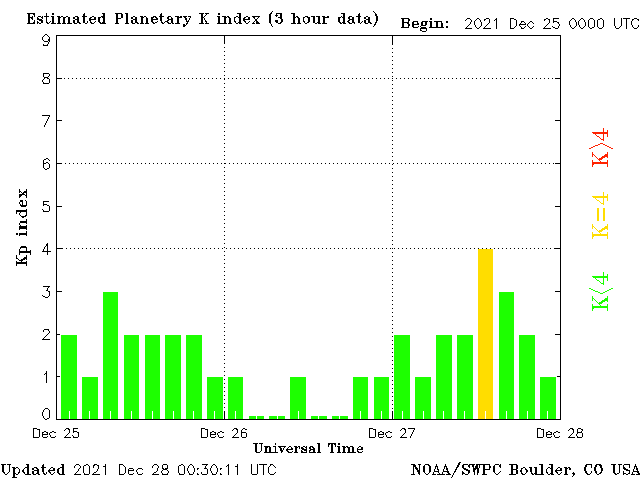 Estimated Planetary K index (3 hour data) Begin: 2021 Dec 25 0000 UTC
9
8
7
6
5
4
3
2
1
0
Kp index
K>4
K=4
K<4
Dec 25 Dec 26 Dec 27 Dec 28
Universal Time
Updated 2021 Dec 28 00:30:11 UTC NOAA/SWPC Boulder, CO USA